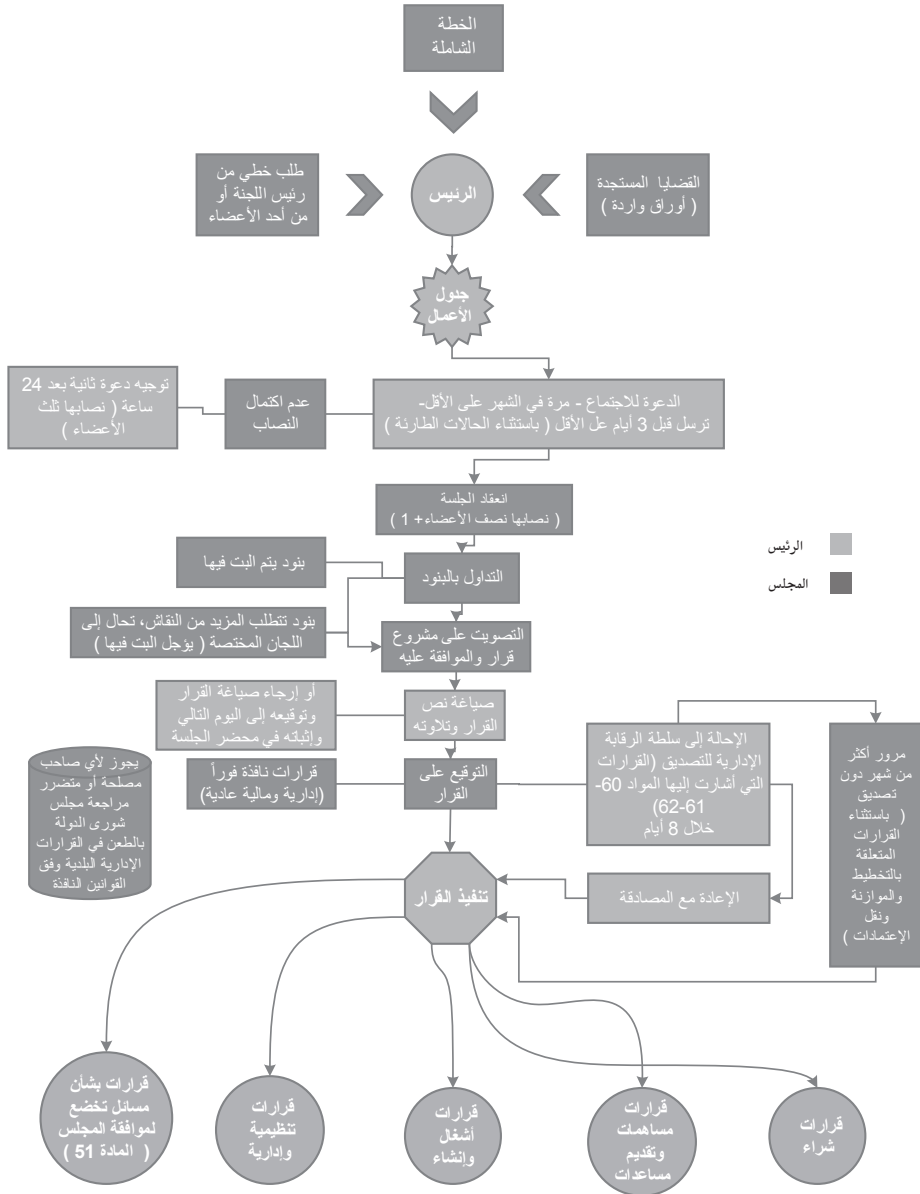 الخطة
الشاملة
القضايا المستجدة
( أوراق واردة )
الرئيس
طلب خطي من
رئيس اللجنة أو
من أحد الأعضاء
جدول
الأعمال
الدعوة للاجتماع - مرة في الشهر على الأقل-
ترسل قبل 3 أيام عل الأقل ( باستثناء الحالات الطارئة )
عدم اكتمال
النصاب
توجيه دعوة ثانية بعد 24
ساعة ( نصابها ثلث
الأعضاء )
انعقاد الجلسة
( نصابها نصف الأعضاء+ 1 )
الرئيس
المجلس
التداول بالبنود
بنود يتم البت فيها
بنود تتطلب المزيد من النقاش، تحال إلى
اللجان المختصة ( يؤجل البت فيها )
التصويت على مشروع
قرار والموافقة عليه
صياغة نص
القرار وتلاوته
أو إرجاء صياغة القرار
وتوقيعه إلى اليوم التالي
وإثباته في محضر الجلسة
التوقيع على
القرار
قرارات نافذة فوراً
(إدارية ومالية عادية)
الإحالة إلى سلطة الرقابة
الإدارية للتصديق (القرارات
التي أشارت إليها المواد 60-
61-62)
خلال 8 أيام
مرور أكثر
من شهر دون
تصديق
( باستثناء
القرارات
المتعلقة
بالتخطيط
والموازنة
ونقل
الإعتمادات )
الإعادة مع المصادقة
يجوز لأي صاحب
مصلحة أو متضرر
مراجعة مجلس
شورى الدولة
بالطعن في القرارات
الإدارية البلدية وفق
القوانين النافذة
تنفيذ القرار
قرارات
شراء
قرارات
مساهمات
وتقديم
مساعدات
قرارات
أشغال
وإنشاء
قرارات
تنظيمية
وإدارية
قرارات بشأن
مسائل تخضع
لموافقة المجلس
( المادة 51 )